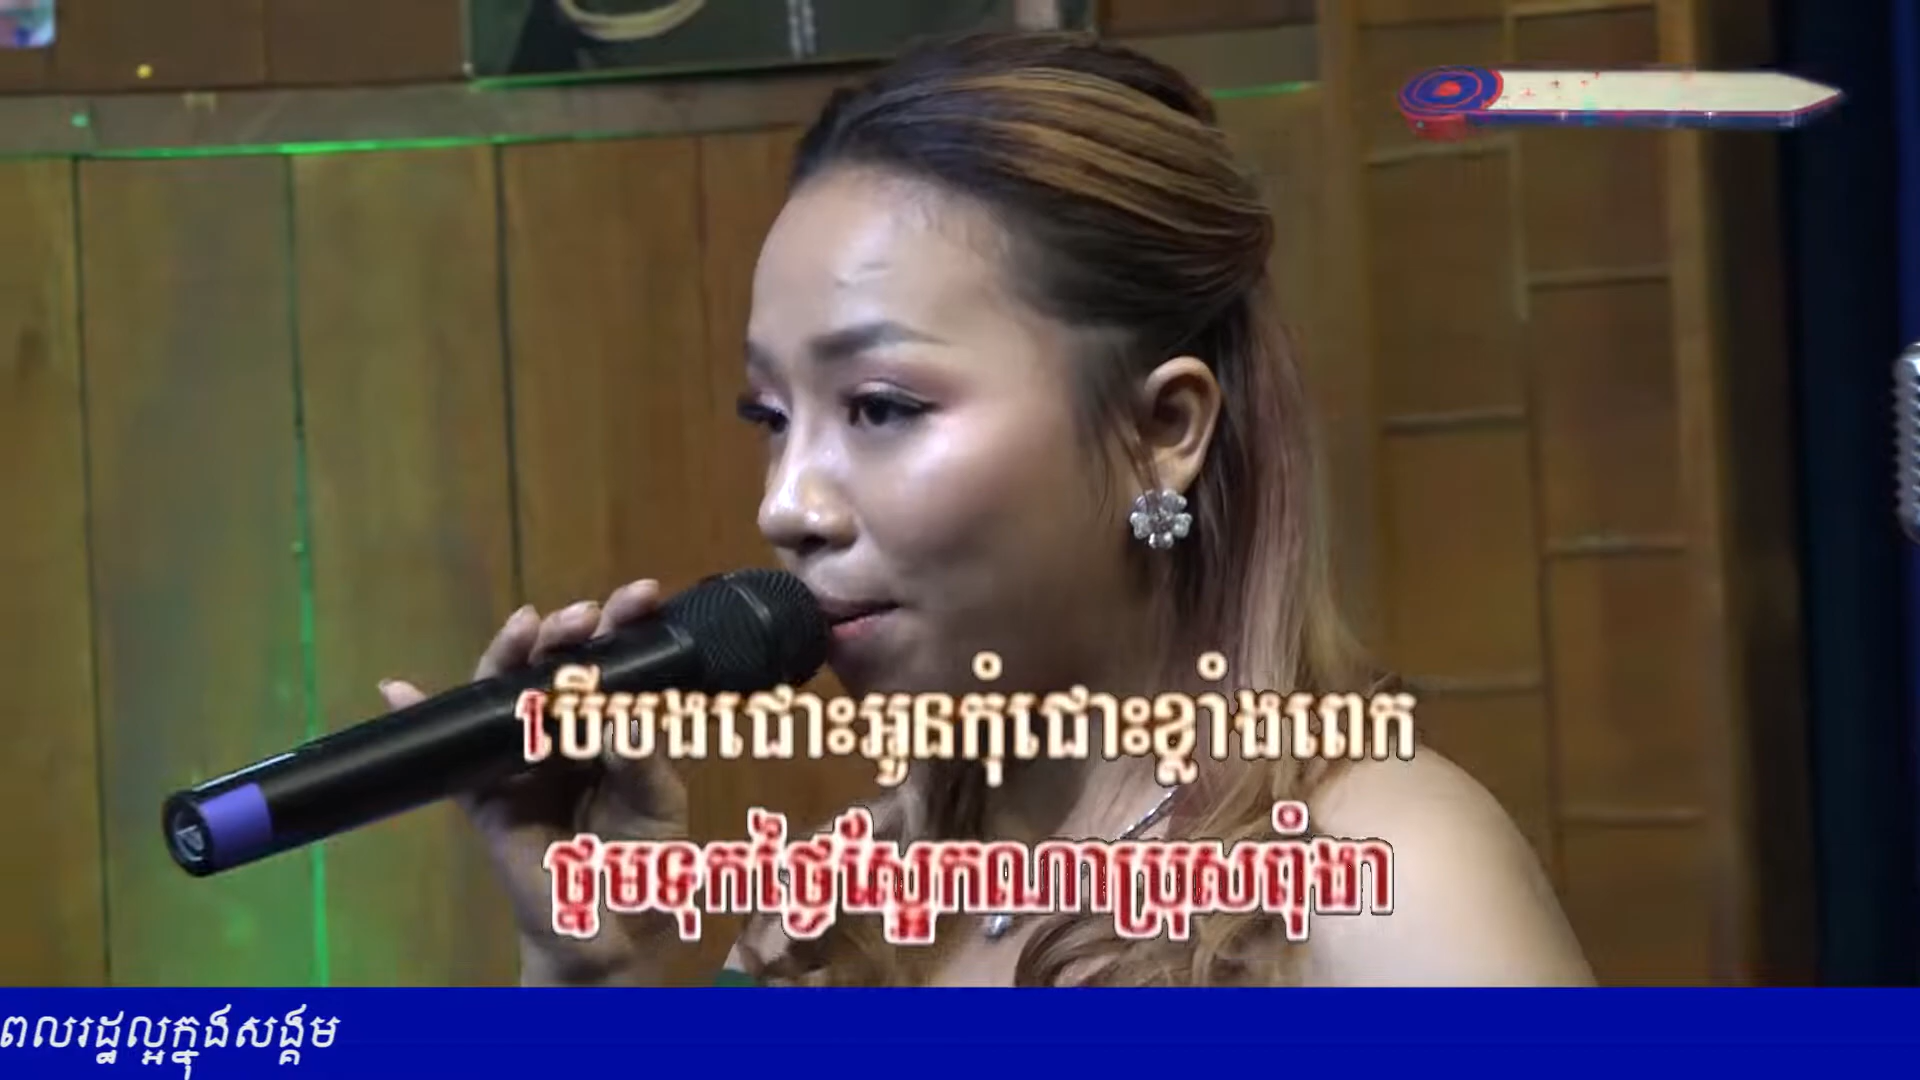 បើបងជោះអូនកុំជោះខ្លាំងពេក
ថ្នមទុកថ្ងៃស្អែកណាប្រុសពុំងា
ពលរដ្ឋល្អក្នុងសង្គម